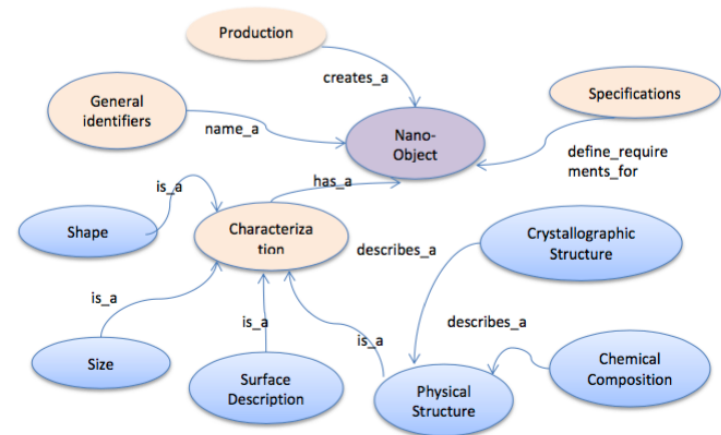 Production
creates_a
General
identifiers
Specifications
name_a
Nano-
Object
define_require
ments_for
is_a
has_a
Shape
Characteriza
tion
describes_a
Crystallographic
Structure
is_a
is_a
is_a
describes_a
Size
Surface
Description
Physical
Structure
Chemical
Composition